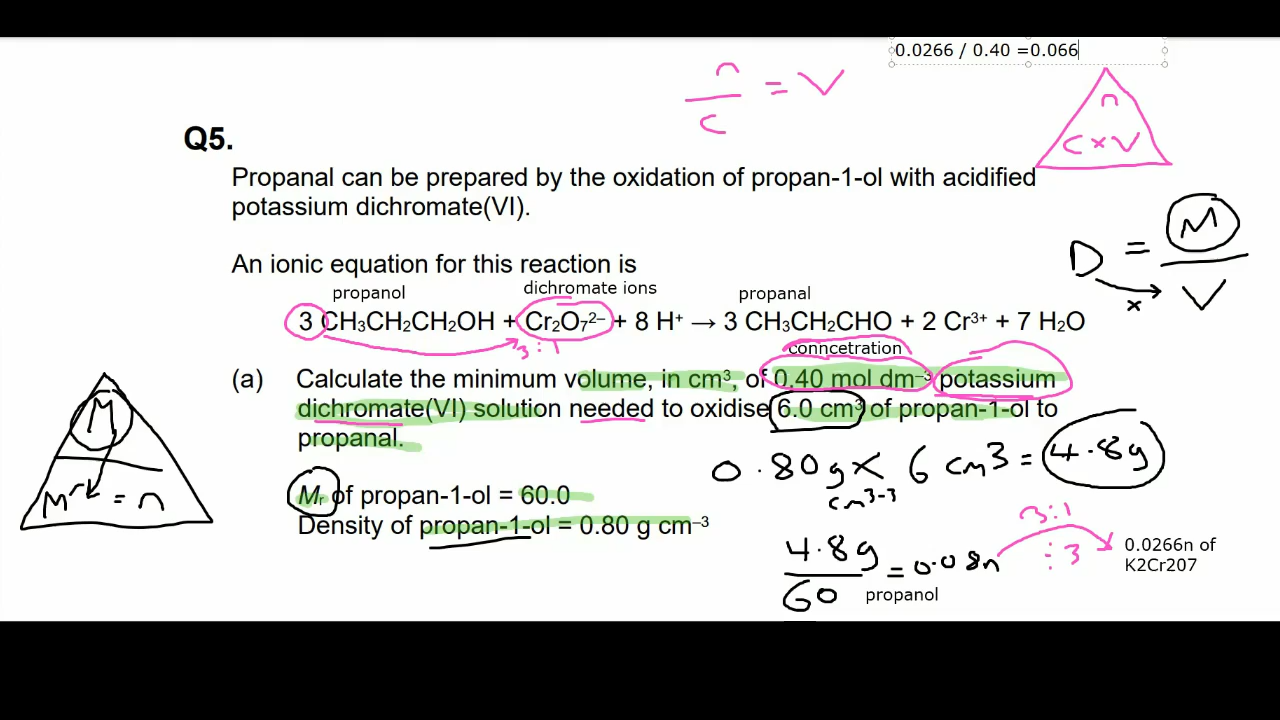 0.0266 / 0.40 =0.066
n
— = V
c
n
c × V
Q5.
Propanal can be prepared by the oxidation of propan-1-ol with acidified
potassium dichromate(VI).
D = M
V
×
An ionic equation for this reaction is
propanol dichromate ions propanal
3 CH₃CH₂CH₂OH + Cr₂O₇²⁻ + 8 H⁺ → 3 CH₃CH₂CHO + 2 Cr³⁺ + 7 H₂O
3 : 1
conncetration
(a) Calculate the minimum volume, in cm³, of 0.40 mol dm⁻³ potassium
dichromate(VI) solution needed to oxidise 6.0 cm³ of propan-1-ol to
propanal.
M
Mr = n
0.80g × 6 cm3 = 4.8g
cm3-3
Mᵣ of propan-1-ol = 60.0
Density of propan-1-ol = 0.80 g cm⁻³
3:1
÷ 3
4.8g
60
= 0.08n
propanol
0.0266n of
K2Cr207